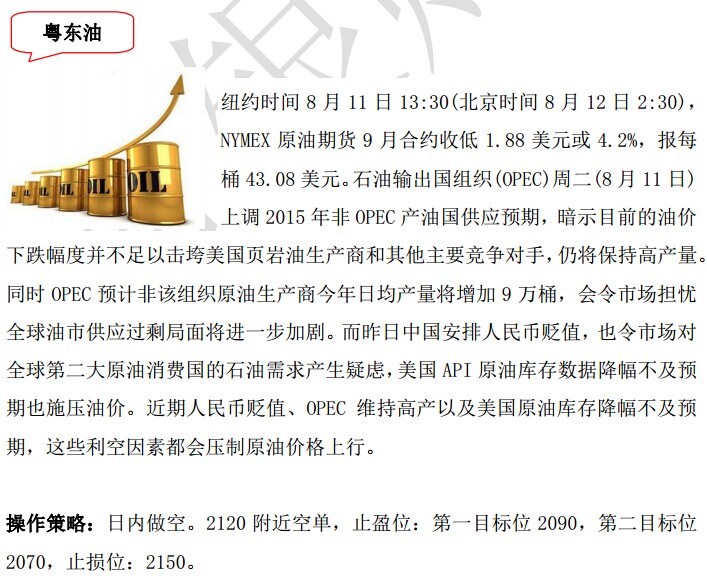 粤东油
纽约时间 8 月 11 日 13:30(北京时间 8 月 12 日 2:30)，
NYMEX 原油期货 9 月合约收低 1.88 美元或 4.2%，报每
桶 43.08 美元。石油输出国组织(OPEC)周二(8 月 11 日)
上调 2015 年非 OPEC 产油国供应预期，暗示目前的油价
下跌幅度并不足以击垮美国页岩油生产商和其他主要竞争对手，仍将保持高产量。
同时 OPEC 预计非该组织原油生产商今年日均产量将增加 9 万桶，会令市场担忧
全球油市供应过剩局面将进一步加剧。而昨日中国安排人民币贬值，也令市场对
全球第二大原油消费国的石油需求产生疑虑，美国 API 原油库存数据降幅不及预
期也施压油价。近期人民币贬值、OPEC 维持高产以及美国原油库存降幅不及预
期，这些利空因素都会压制原油价格上行。
操作策略：日内做空。2120 附近空单，止盈位：第一目标位 2090，第二目标位
2070，止损位：2150。
OIL OIL